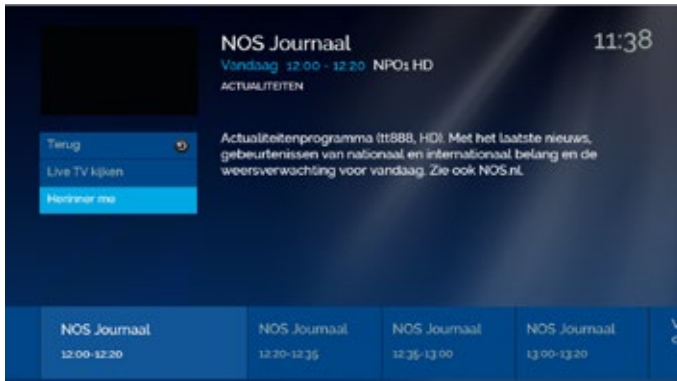 NOS Journaal
11:38
Vandaag 12:00 - 12:20 NPO1 HD
ACTUALITEITEN
Terug
Live TV kijken
Herinner me
Actualiteitenprogramma (tt888, HD). Met het laatste nieuws,
gebeurtenissen van nationaal en internationaal belang en de
weersverwachting voor vandaag. Zie ook NOS.nl.
NOS Journaal
12:00-12:20
NOS Journaal
12:20-12:35
NOS Journaal
12:35-13:00
NOS Journaal
13:00-13:20